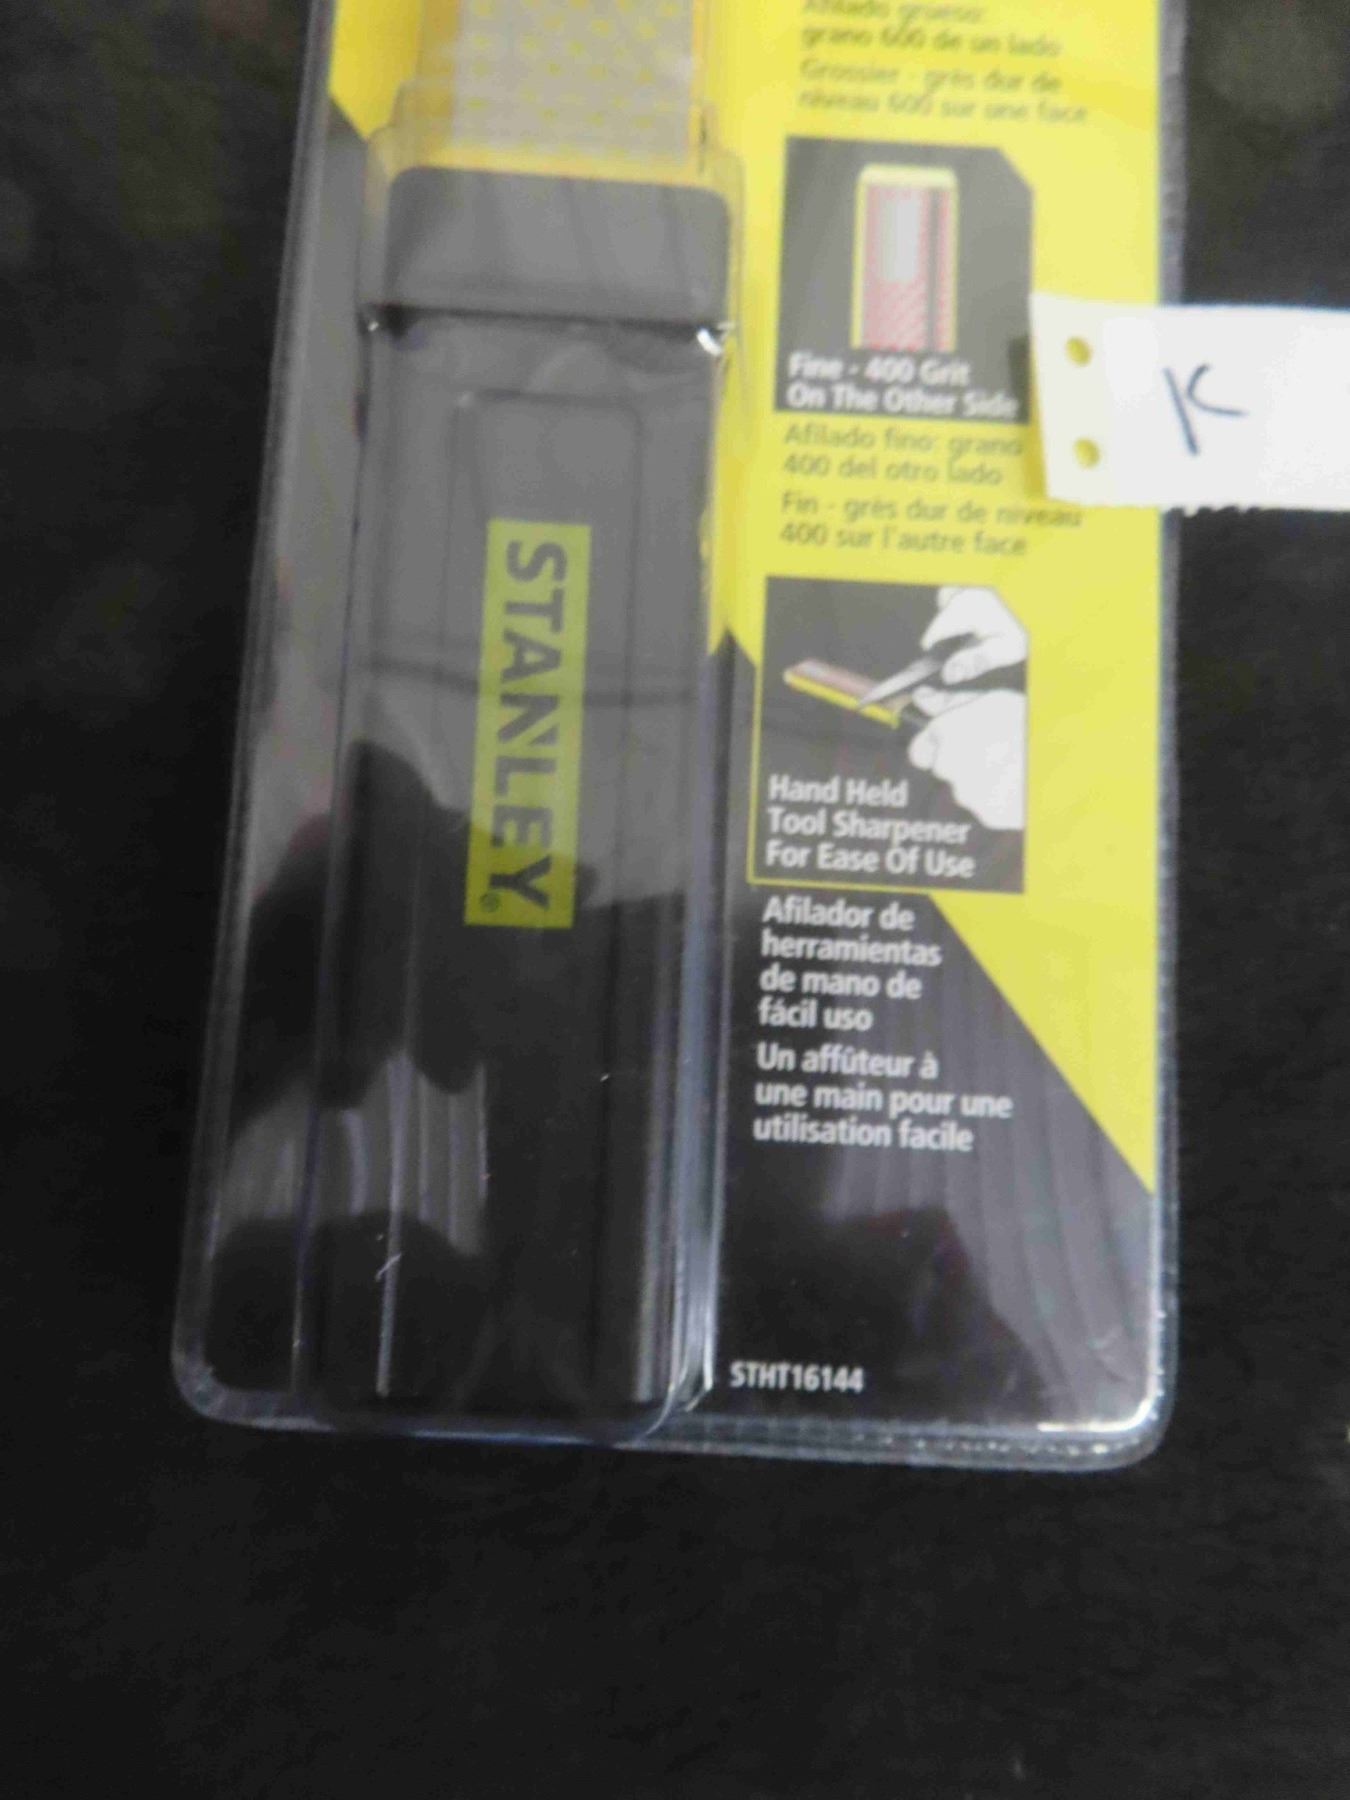 Afilado grueso:
grano 600 de un lado
Grossier - grès dur de
niveau 600 sur une face
Fine - 400 Grit
On The Other Side
Afilado fino: grano
400 del otro lado
Fin - grès dur de niveau
400 sur l'autre face
K
STANLEY®
Hand Held
Tool Sharpener
For Ease Of Use
Afilador de
herramientas
de mano de
fácil uso
Un affûteur à
une main pour une
utilisation facile
STHT16144